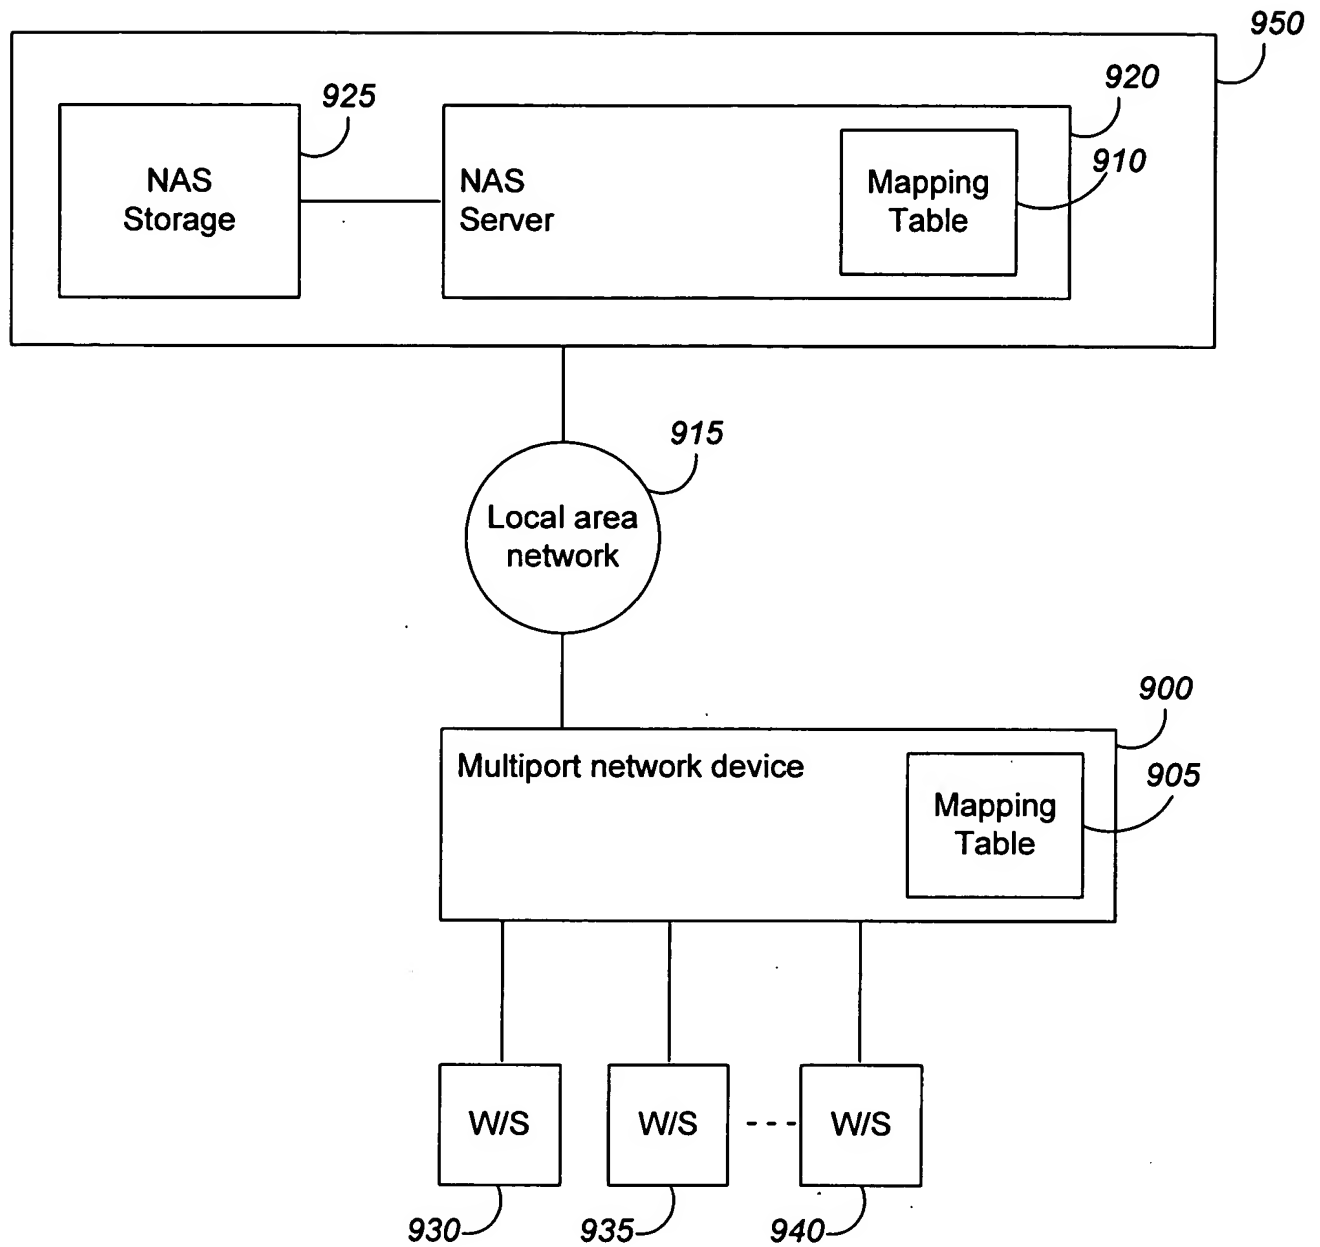 950
925
920
NAS
Storage
NAS
Server
Mapping
Table
910
915
Local area
network
900
Multiport network device
905
Mapping
Table
W/S
W/S
W/S
930
935
940